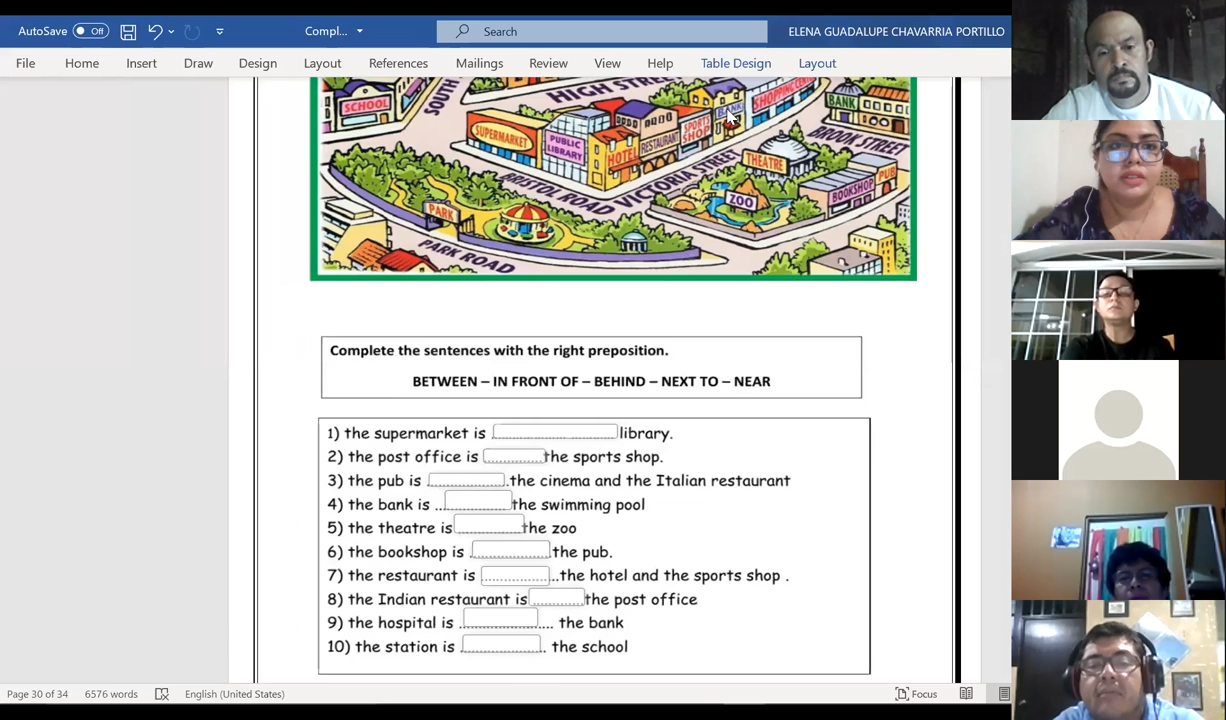 AutoSave Off Compl... Search ELENA GUADALUPE CHAVARRIA PORTILLO
File Home Insert Draw Design Layout References Mailings Review View Help Table Design Layout
SCHOOL
SOUTH
HIGH STREET
BANK
SHOPPING CENTRE
BANK
SUPERMARKET
PUBLIC
LIBRARY
HOTEL
RESTAURANT
SPORTS
SHOP
BROOK STREET
THEATRE
PUB
BOOKSHOP
ZOO
BRISTOL ROAD
VICTORIA STREET
PARK
PARK ROAD
Complete the sentences with the right preposition.
BETWEEN – IN FRONT OF – BEHIND – NEXT TO – NEAR
1) the supermarket is library.
2) the post office is the sports shop.
3) the pub is .the cinema and the Italian restaurant
4) the bank is ... the swimming pool
5) the theatre is the zoo
6) the bookshop is the pub.
7) the restaurant is ..the hotel and the sports shop .
8) the Indian restaurant is the post office
9) the hospital is .... the bank
10) the station is . the school
Page 30 of 34 6576 words English (United States) Focus